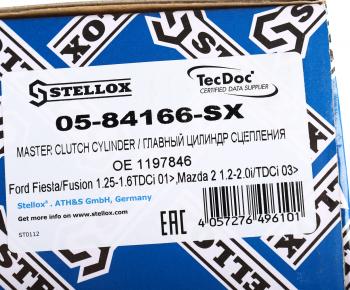 STELLOX
TecDoc
CERTIFIED DATA SUPPLIER
05-84166-SX
MASTER CLUTCH CYLINDER / ГЛАВНЫЙ ЦИЛИНДР СЦЕПЛЕНИЯ
OE 1197846
Ford Fiesta/Fusion 1.25-1.6TDCi 01>,Mazda 2 1.2-2.0i/TDCi 03>
Stellox® . ATH&S GmbH, Germany
Get more info on
www.stellox.com
EAC
4 057276 496101
ST0112